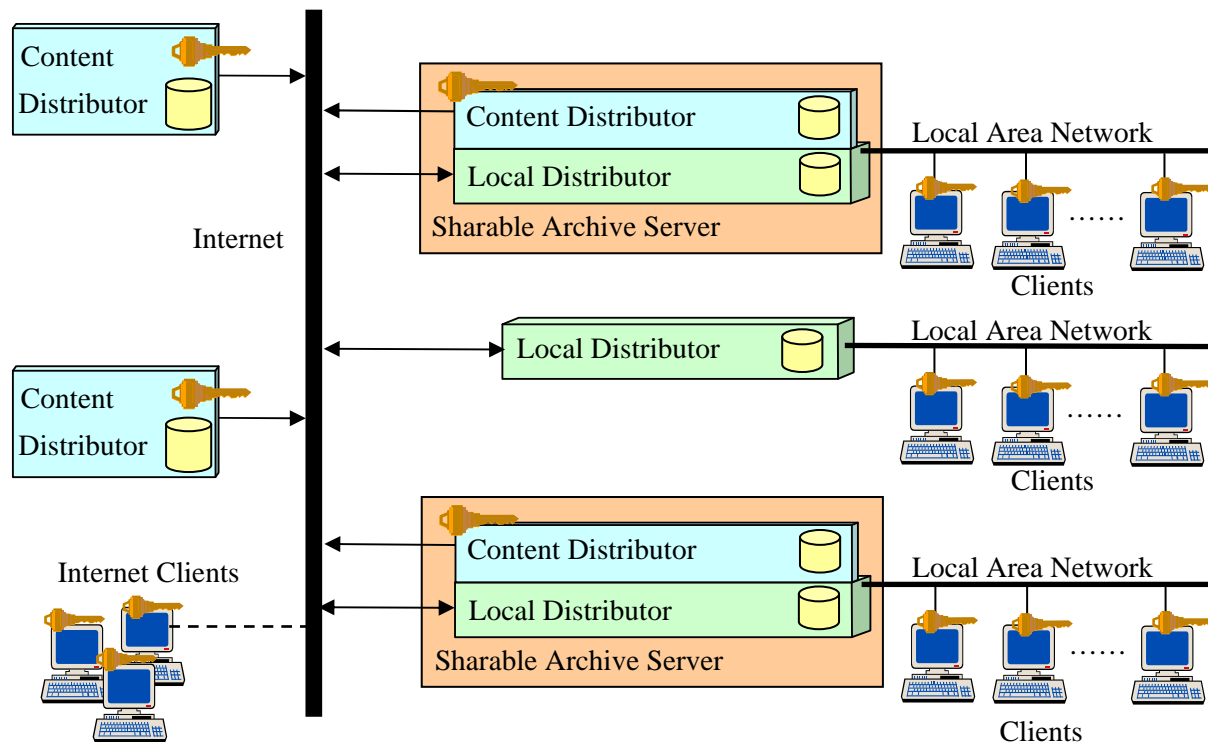 Content
Distributor
Content Distributor
Local Distributor
Sharable Archive Server
Local Area Network
……
Clients
Internet
Local Distributor
Local Area Network
……
Clients
Content
Distributor
Content Distributor
Local Distributor
Sharable Archive Server
Local Area Network
……
Clients
Internet Clients